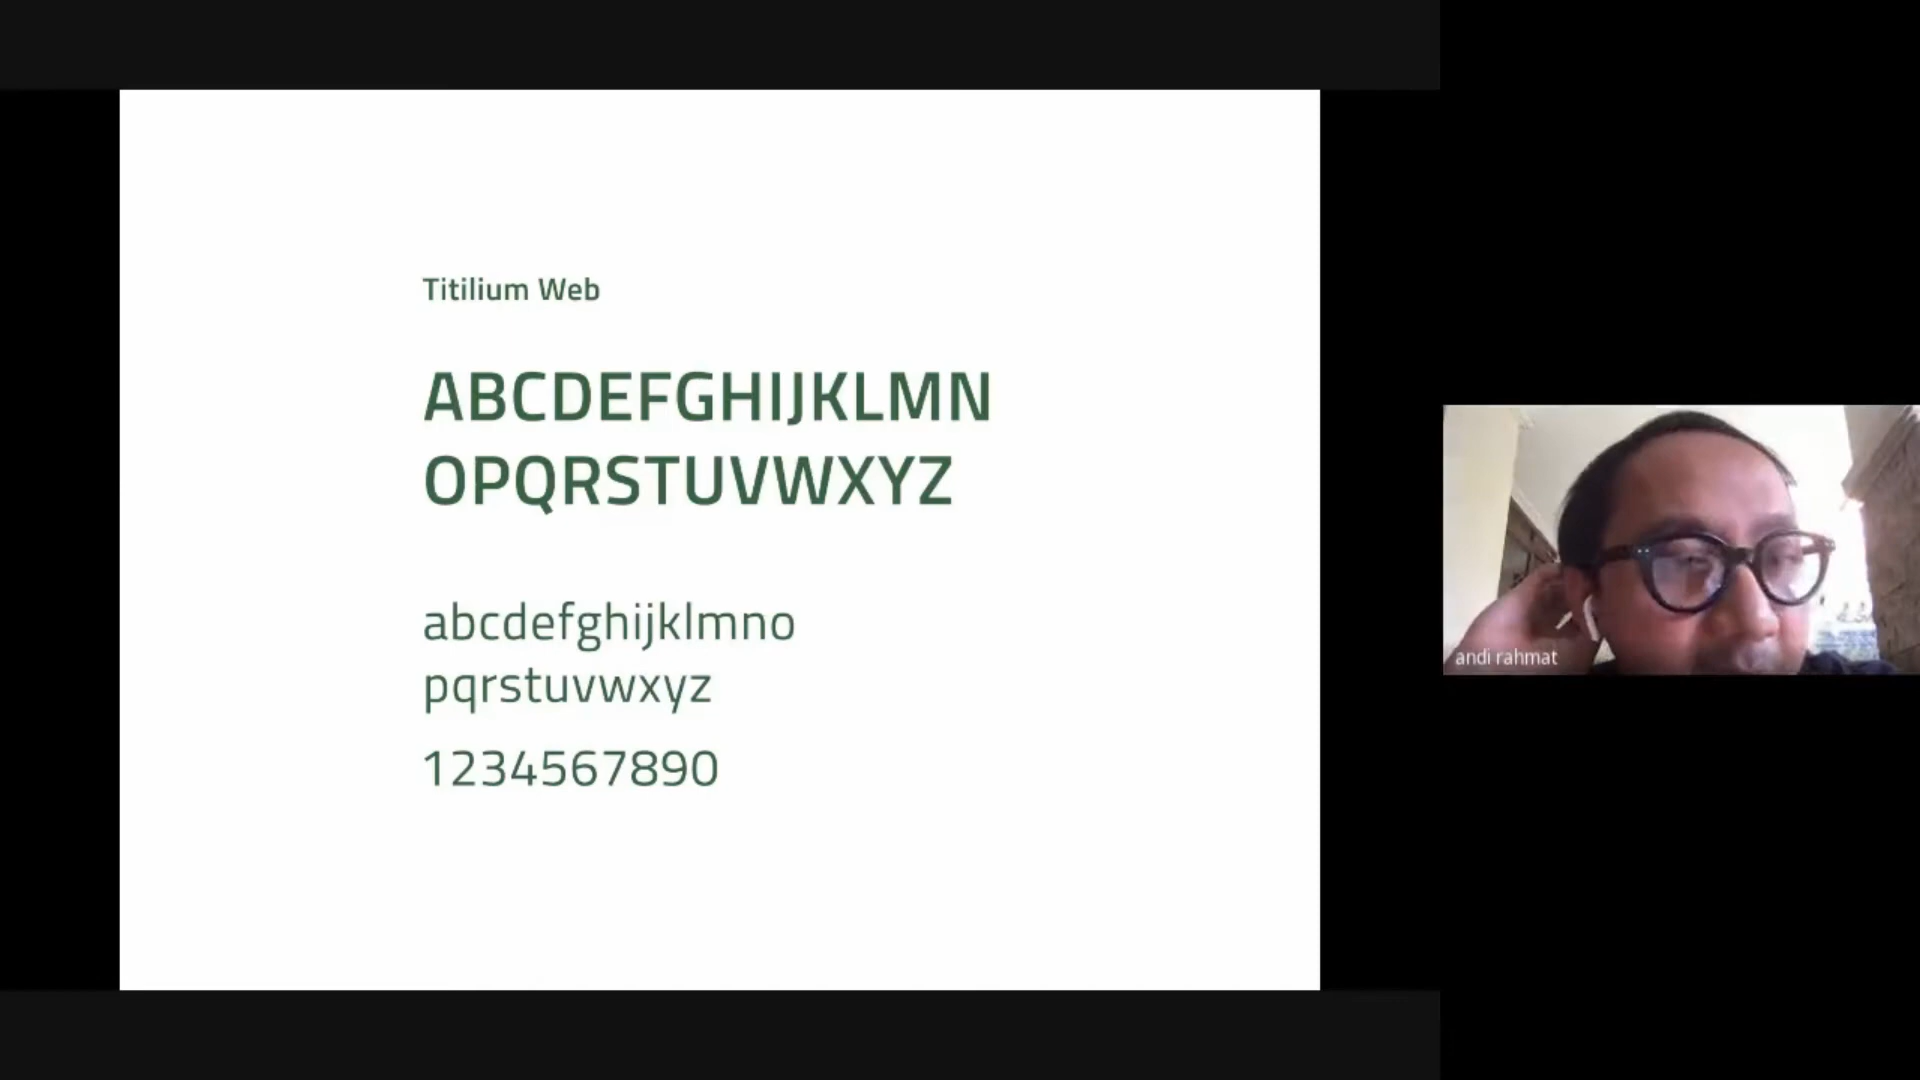 Titilium Web
ABCDEFGHIJKLMN
OPQRSTUVWXYZ
abcdefghijklmno
pqrstuvwxyz
1234567890
andi rahmat